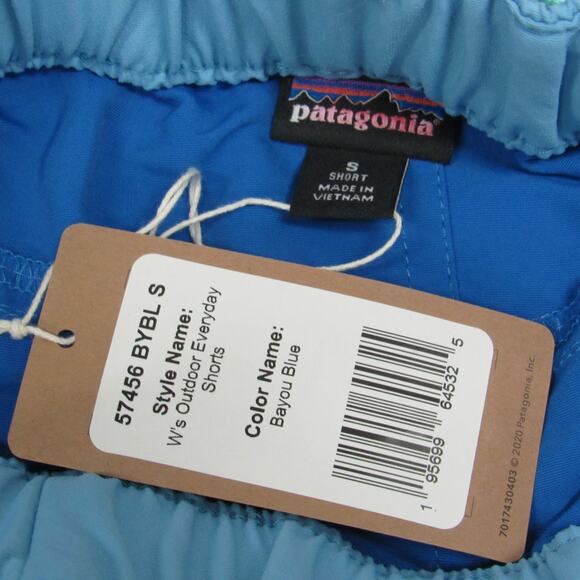 patagonia
S
SHORT
MADE IN
VIETNAM
57456 BYBL S
Style Name:
W's Outdoor Everyday
Shorts
Color Name:
Bayou Blue
1 95699 64532 5
7017430403 © 2020 Patagonia, Inc.